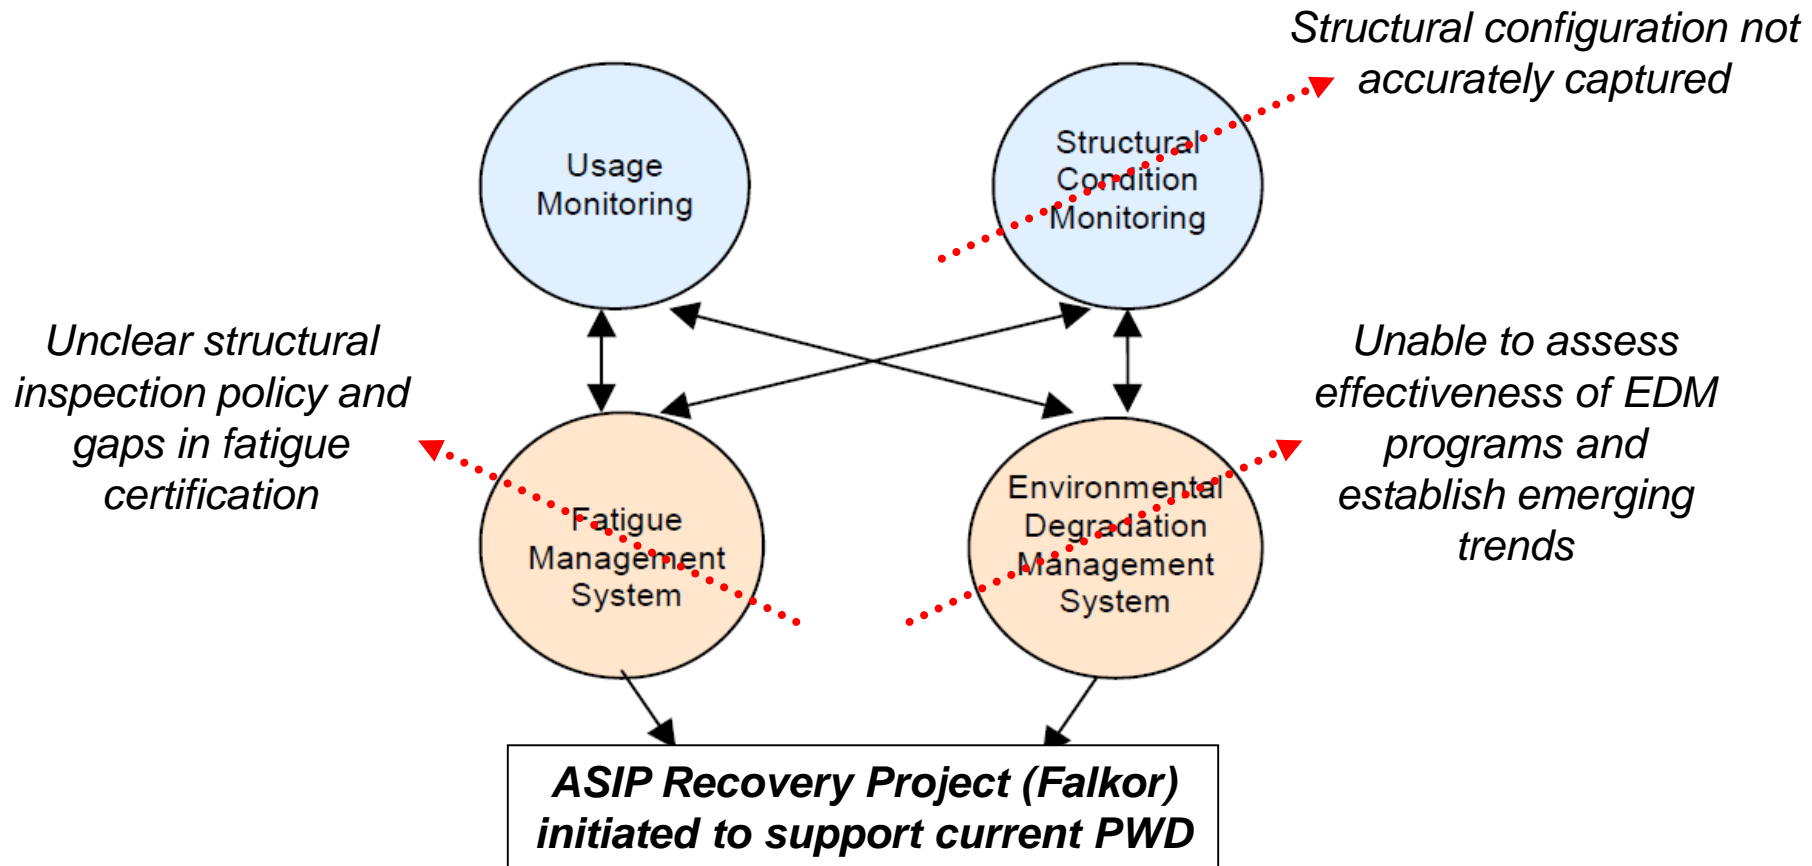 Structural configuration not
accurately captured
Usage
Monitoring
Structural
Condition
Monitoring
Unclear structural
inspection policy and
gaps in fatigue
certification
Unable to assess
effectiveness of EDM
programs and
establish emerging
trends
Fatigue
Management
System
Environmental
Degradation
Management
System
ASIP Recovery Project (Falkor)
initiated to support current PWD